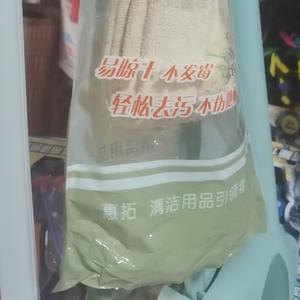 易晾干 不发霉
轻松去污 不伤
惠拓 清洁用品引领者